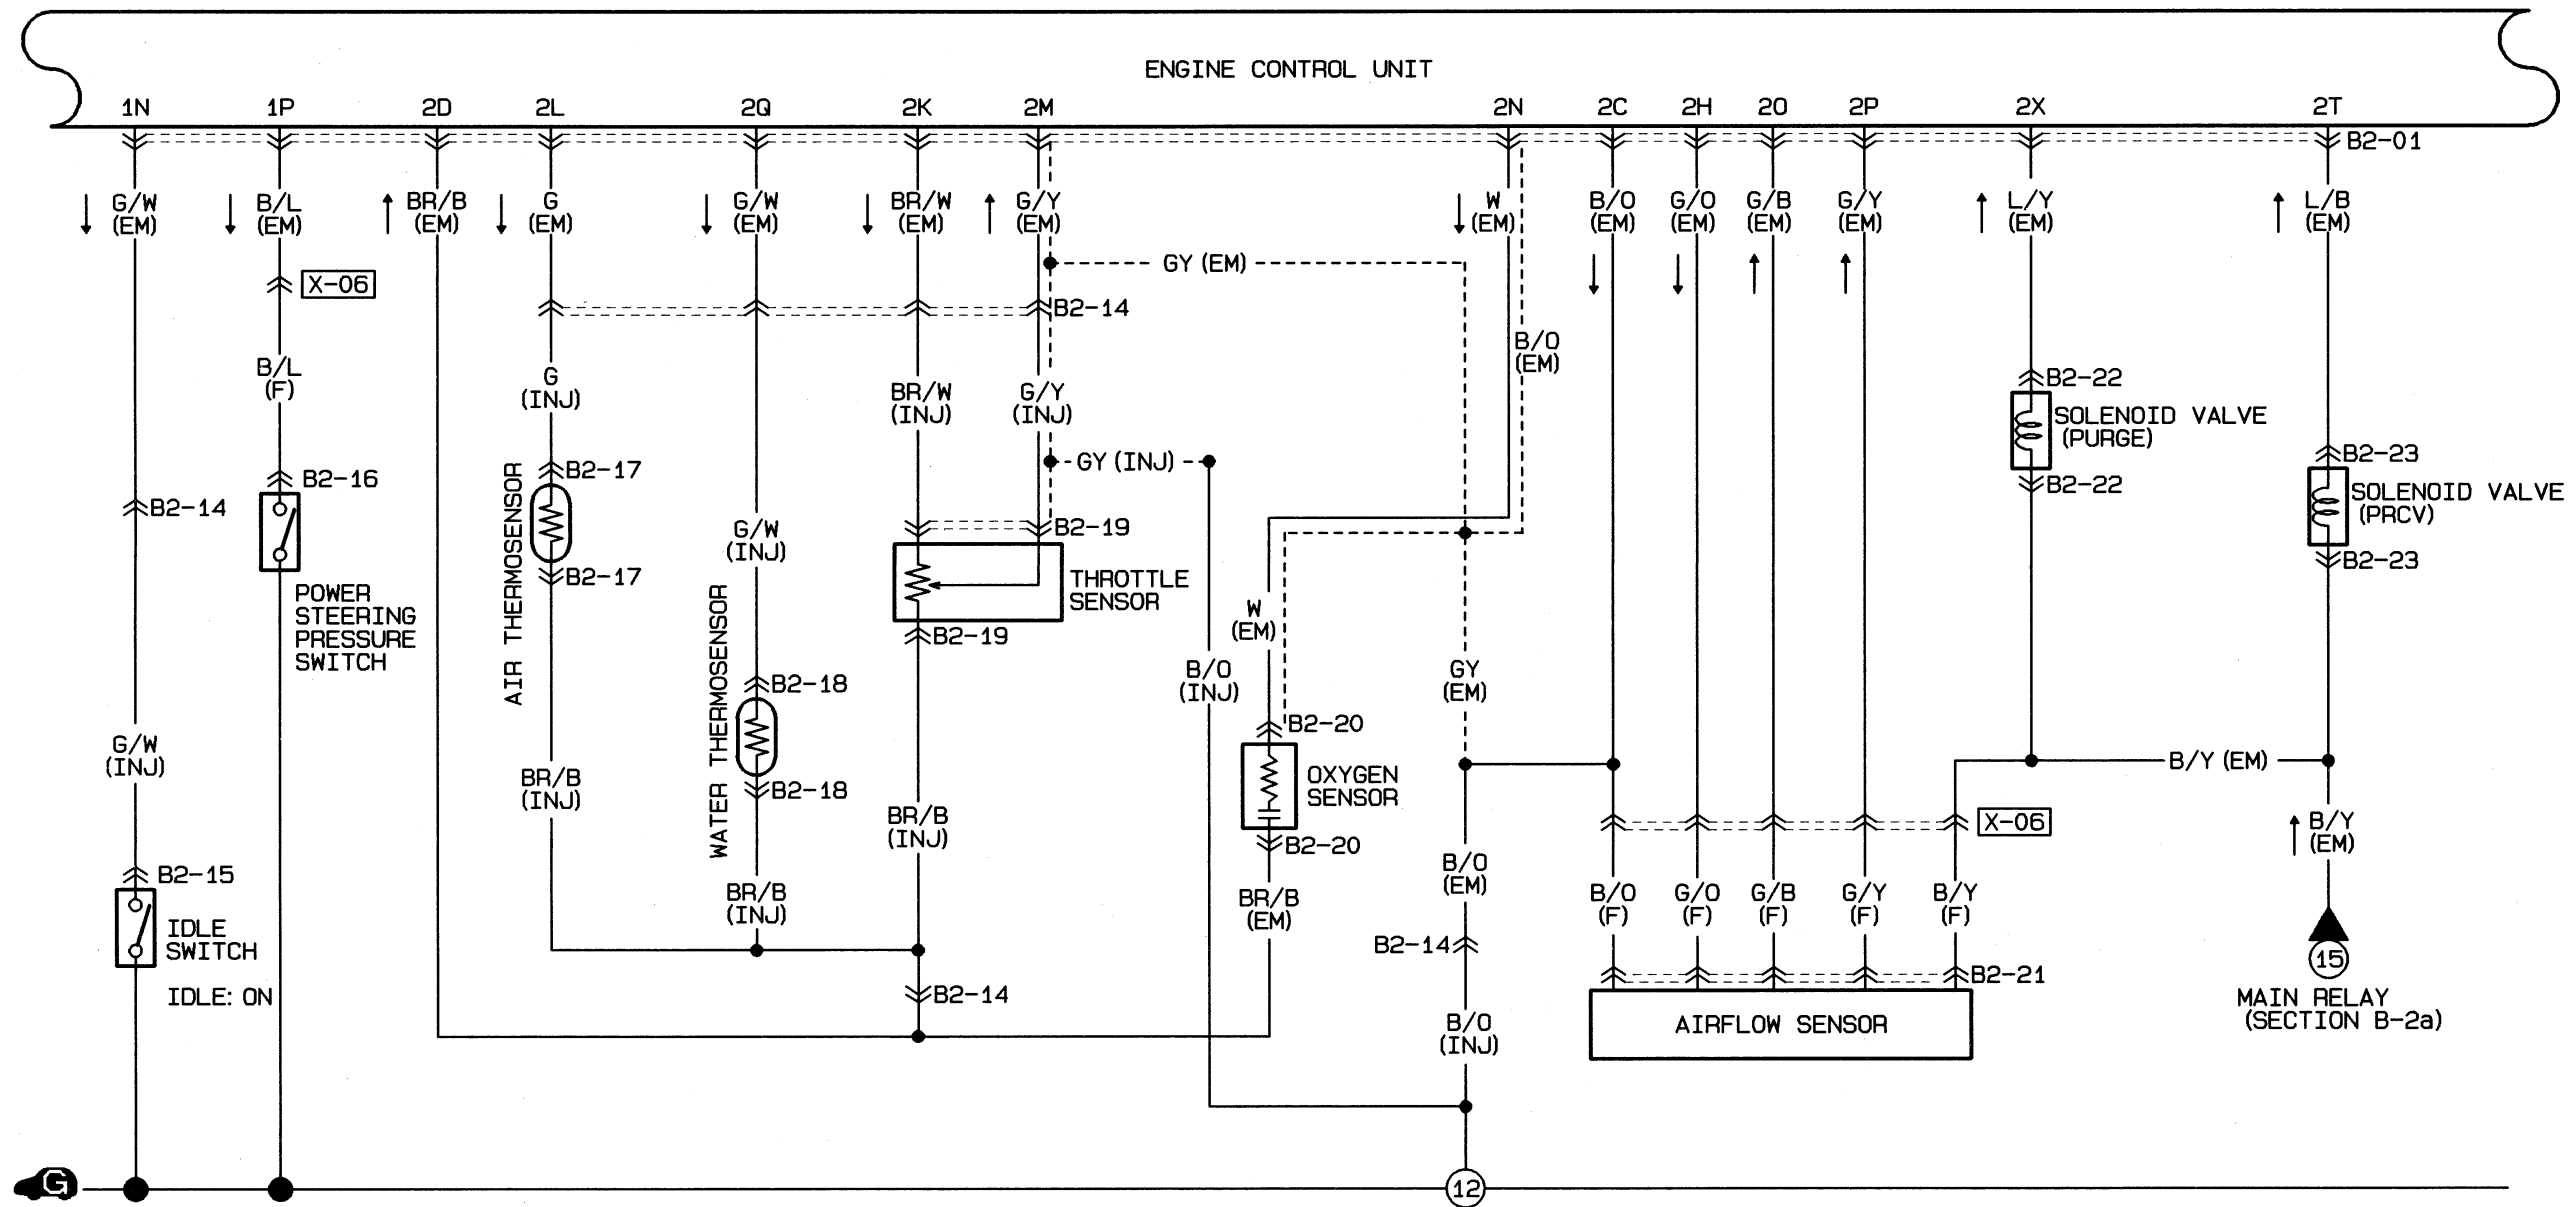 ENGINE CONTROL UNIT
1N 1P 2D 2L 2Q 2K 2M 2N 2C 2H 2O 2P 2X 2T
B2-01
G/W B/L BR/B G G/W BR/W G/Y W B/O G/O G/B G/Y L/Y L/B
(EM) (EM) (EM) (EM) (EM) (EM) (EM) (EM) (EM) (EM) (EM) (EM) (EM) (EM)
GY (EM)
X-06
B2-14
B/O
(EM)
B/L
(F)
G
(INJ)
BR/W
(INJ)
G/Y
(INJ)
B2-22
SOLENOID VALVE
(PURGE)
B2-22
B2-23
SOLENOID VALVE
(PRCV)
B2-23
GY (INJ)
B2-17
AIR THERMOSENSOR
B2-17
B2-16
B2-14
G/W
(INJ)
B2-19
THROTTLE
SENSOR
B2-19
POWER
STEERING
PRESSURE
SWITCH
W
(EM)
B/O
(INJ)
GY
(EM)
B2-18
WATER THERMOSENSOR
B2-18
B2-20
OXYGEN
SENSOR
B2-20
G/W
(INJ)
BR/B
(INJ)
BR/B
(INJ)
B/Y (EM)
X-06
B/Y
(EM)
B2-15
IDLE
SWITCH
IDLE: ON
BR/B
(INJ)
BR/B
(EM)
B/O
(EM)
B/O G/O G/B G/Y B/Y
(F) (F) (F) (F) (F)
B2-14
B2-21
15
B2-14
MAIN RELAY
(SECTION B-2a)
B/O
(INJ)
AIRFLOW SENSOR
G
12